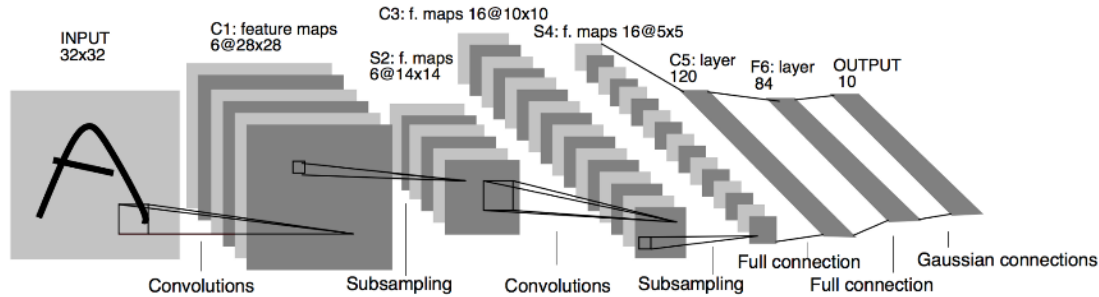 INPUT
32x32
C1: feature maps
6@28x28
S2: f. maps
6@14x14
C3: f. maps 16@10x10
S4: f. maps 16@5x5
C5: layer
120
F6: layer
84
OUTPUT
10
Convolutions
Subsampling
Convolutions
Subsampling
Full connection
Full connection
Gaussian connections